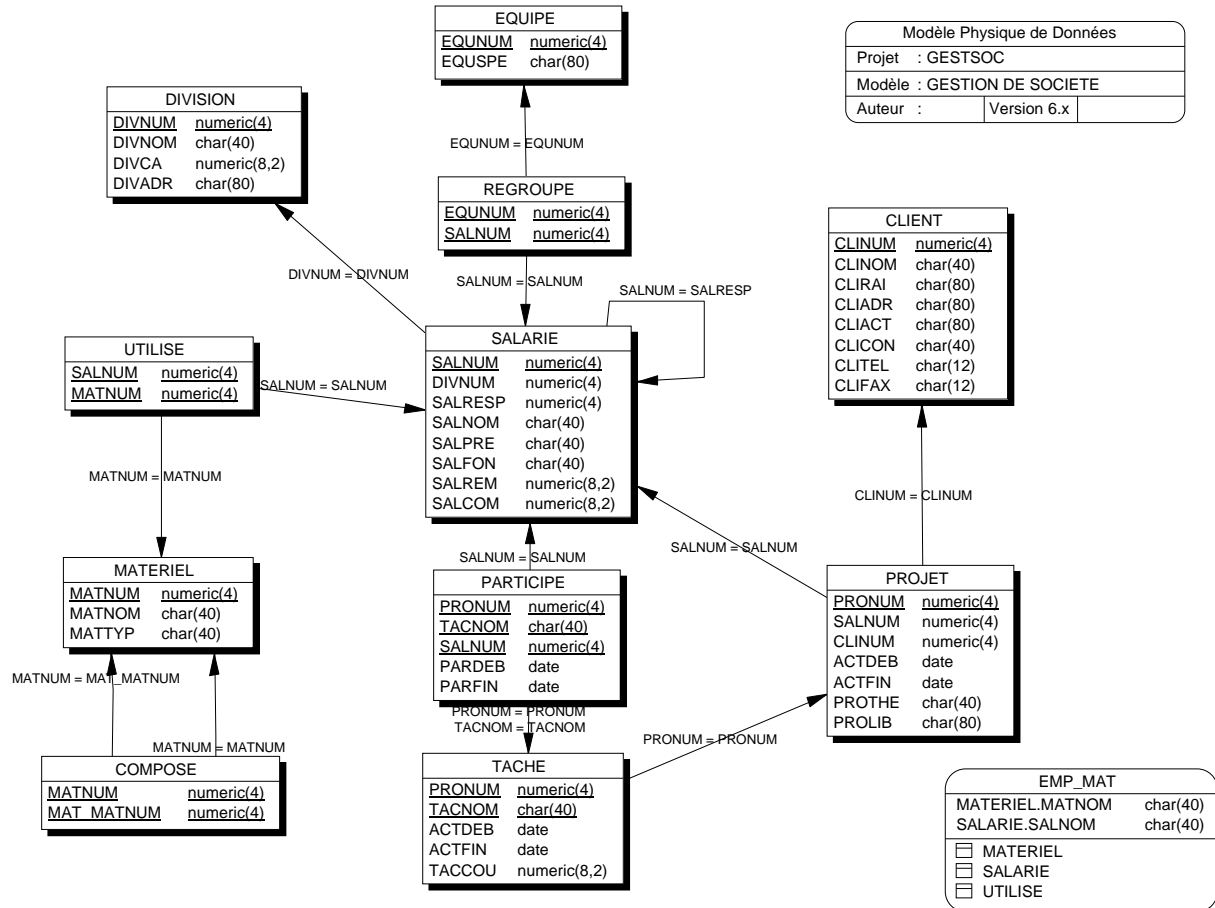 EQUIPE
EQUNUM numeric(4)
EQUSPE char(80)
Modèle Physique de Données
Projet : GESTSOC
Modèle : GESTION DE SOCIETE
Auteur : Version 6.x
DIVISION
DIVNUM numeric(4)
DIVNOM char(40)
DIVCA numeric(8,2)
DIVADR char(80)
EQUNUM = EQUNUM
REGROUPE
EQUNUM numeric(4)
SALNUM numeric(4)
CLIENT
CLINUM numeric(4)
CLINOM char(40)
CLIRAI char(80)
CLIADR char(80)
CLIACT char(80)
CLICON char(40)
CLITEL char(12)
CLIFAX char(12)
DIVNUM = DIVNUM
SALNUM = SALNUM
SALNUM = SALRESP
UTILISE
SALNUM numeric(4)
MATNUM numeric(4)
SALNUM = SALNUM
SALARIE
SALNUM numeric(4)
DIVNUM numeric(4)
SALRESP numeric(4)
SALNOM char(40)
SALPRE char(40)
SALFON char(40)
SALREM numeric(8,2)
SALCOM numeric(8,2)
MATNUM = MATNUM
CLINUM = CLINUM
SALNUM = SALNUM
SALNUM = SALNUM
MATERIEL
MATNUM numeric(4)
MATNOM char(40)
MATTYP char(40)
PARTICIPE
PRONUM numeric(4)
TACNOM char(40)
SALNUM numeric(4)
PARDEB date
PARFIN date
PROJET
PRONUM numeric(4)
SALNUM numeric(4)
CLINUM numeric(4)
ACTDEB date
ACTFIN date
PROTHE char(40)
PROLIB char(80)
MATNUM = MAT_MATNUM
MATNUM = MATNUM
PRONUM = PRONUM
TACNOM = TACNOM
PRONUM = PRONUM
COMPOSE
MATNUM numeric(4)
MAT_MATNUM numeric(4)
TACHE
PRONUM numeric(4)
TACNOM char(40)
ACTDEB date
ACTFIN date
TACCOU numeric(8,2)
EMP_MAT
MATERIEL.MATNOM char(40)
SALARIE.SALNOM char(40)
MATERIEL
SALARIE
UTILISE